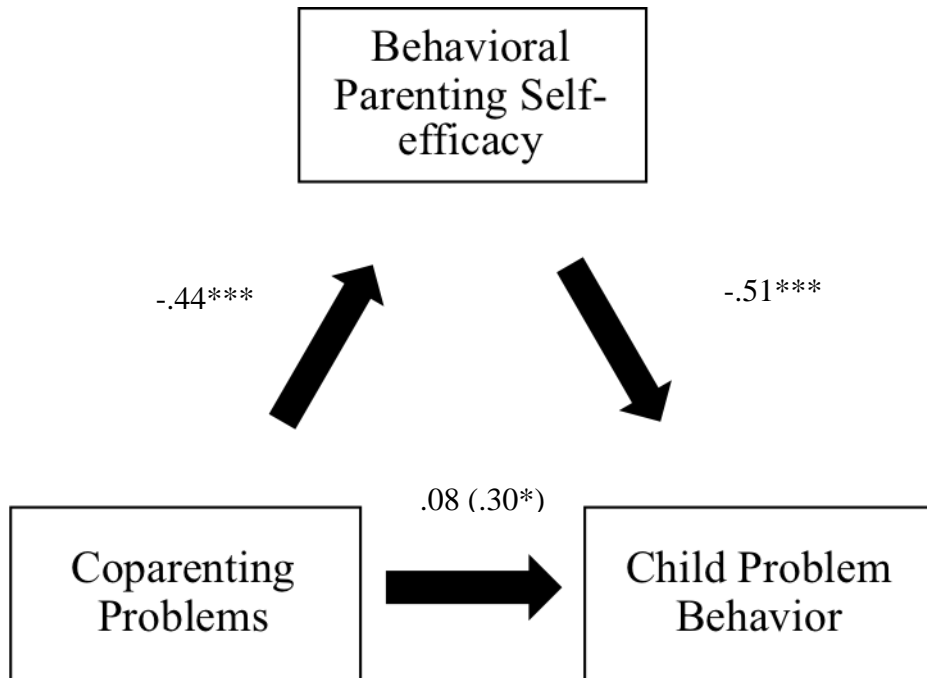 Behavioral
Parenting Self-
efficacy
-.44***
-.51***
.08 (.30*)
Coparenting
Problems
Child Problem
Behavior